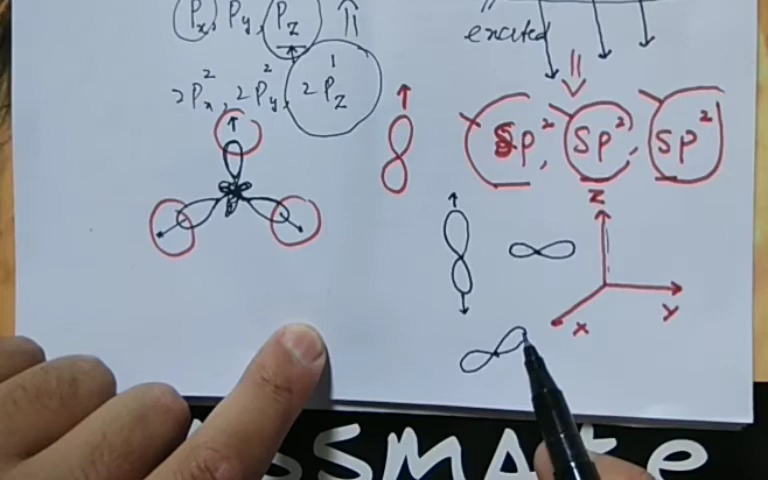 Px, Py, Pz
excited
2Px², 2Py², 2Pz¹
Sp², Sp², Sp²
Z
Y
X